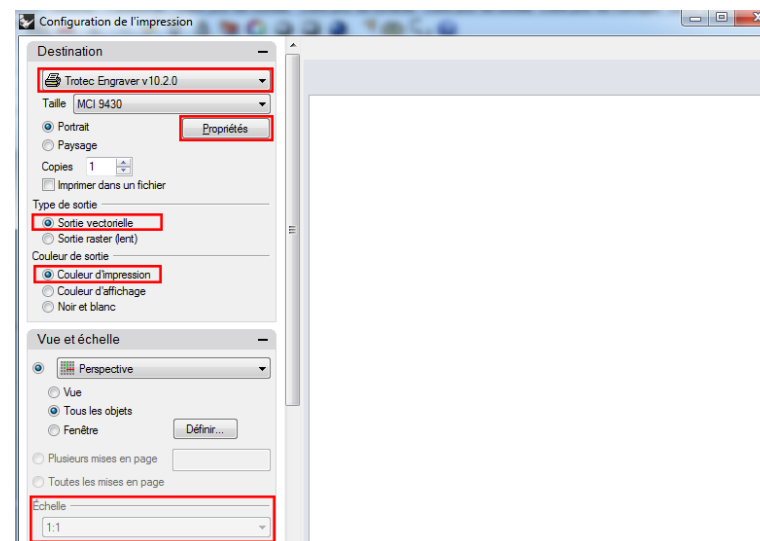 Configuration de l'impression
Destination
Trotec Engraver v10.2.0
Taille MCI 9430
Portrait Propriétés
Paysage
Copies 1
Imprimer dans un fichier
Type de sortie
Sortie vectorielle
Sortie raster (lent)
Couleur de sortie
Couleur d'impression
Couleur d'affichage
Noir et blanc
Vue et échelle
Perspective
Vue
Tous les objets
Fenêtre Définir...
Plusieurs mises en page
Toutes les mises en page
Échelle
1:1